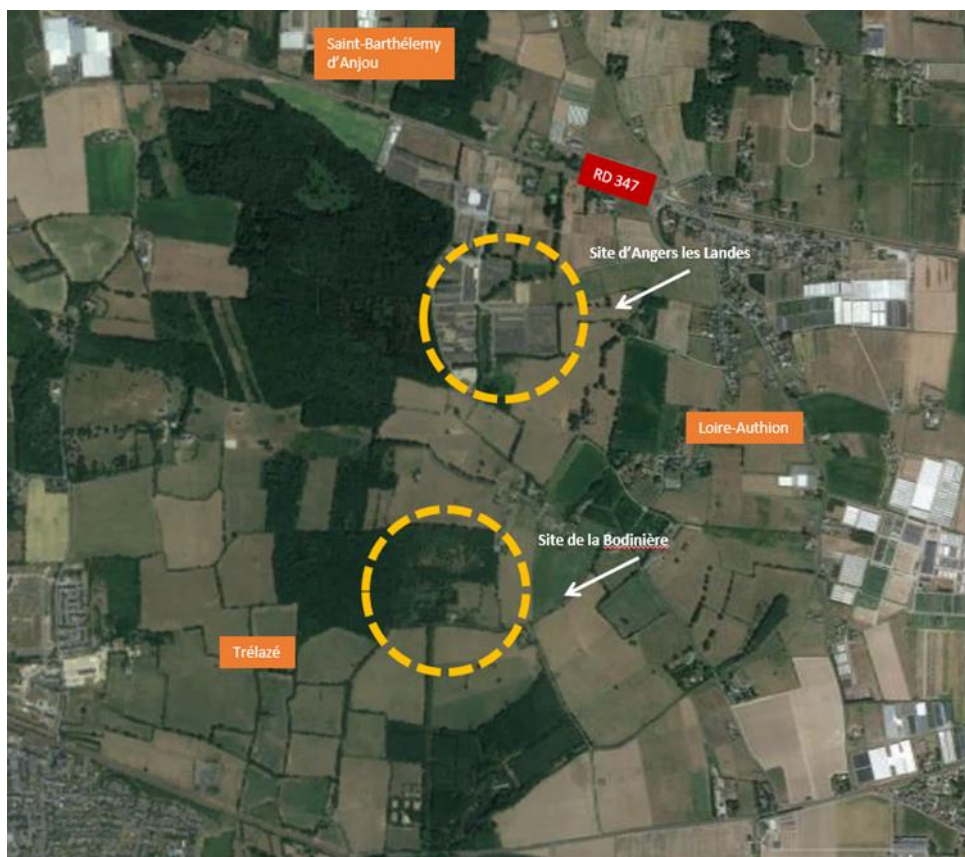 Saint-Barthélemy
d'Anjou
RD 347
Site d'Angers les Landes
Loire-Authion
Site de la Bodinière
Trélazé